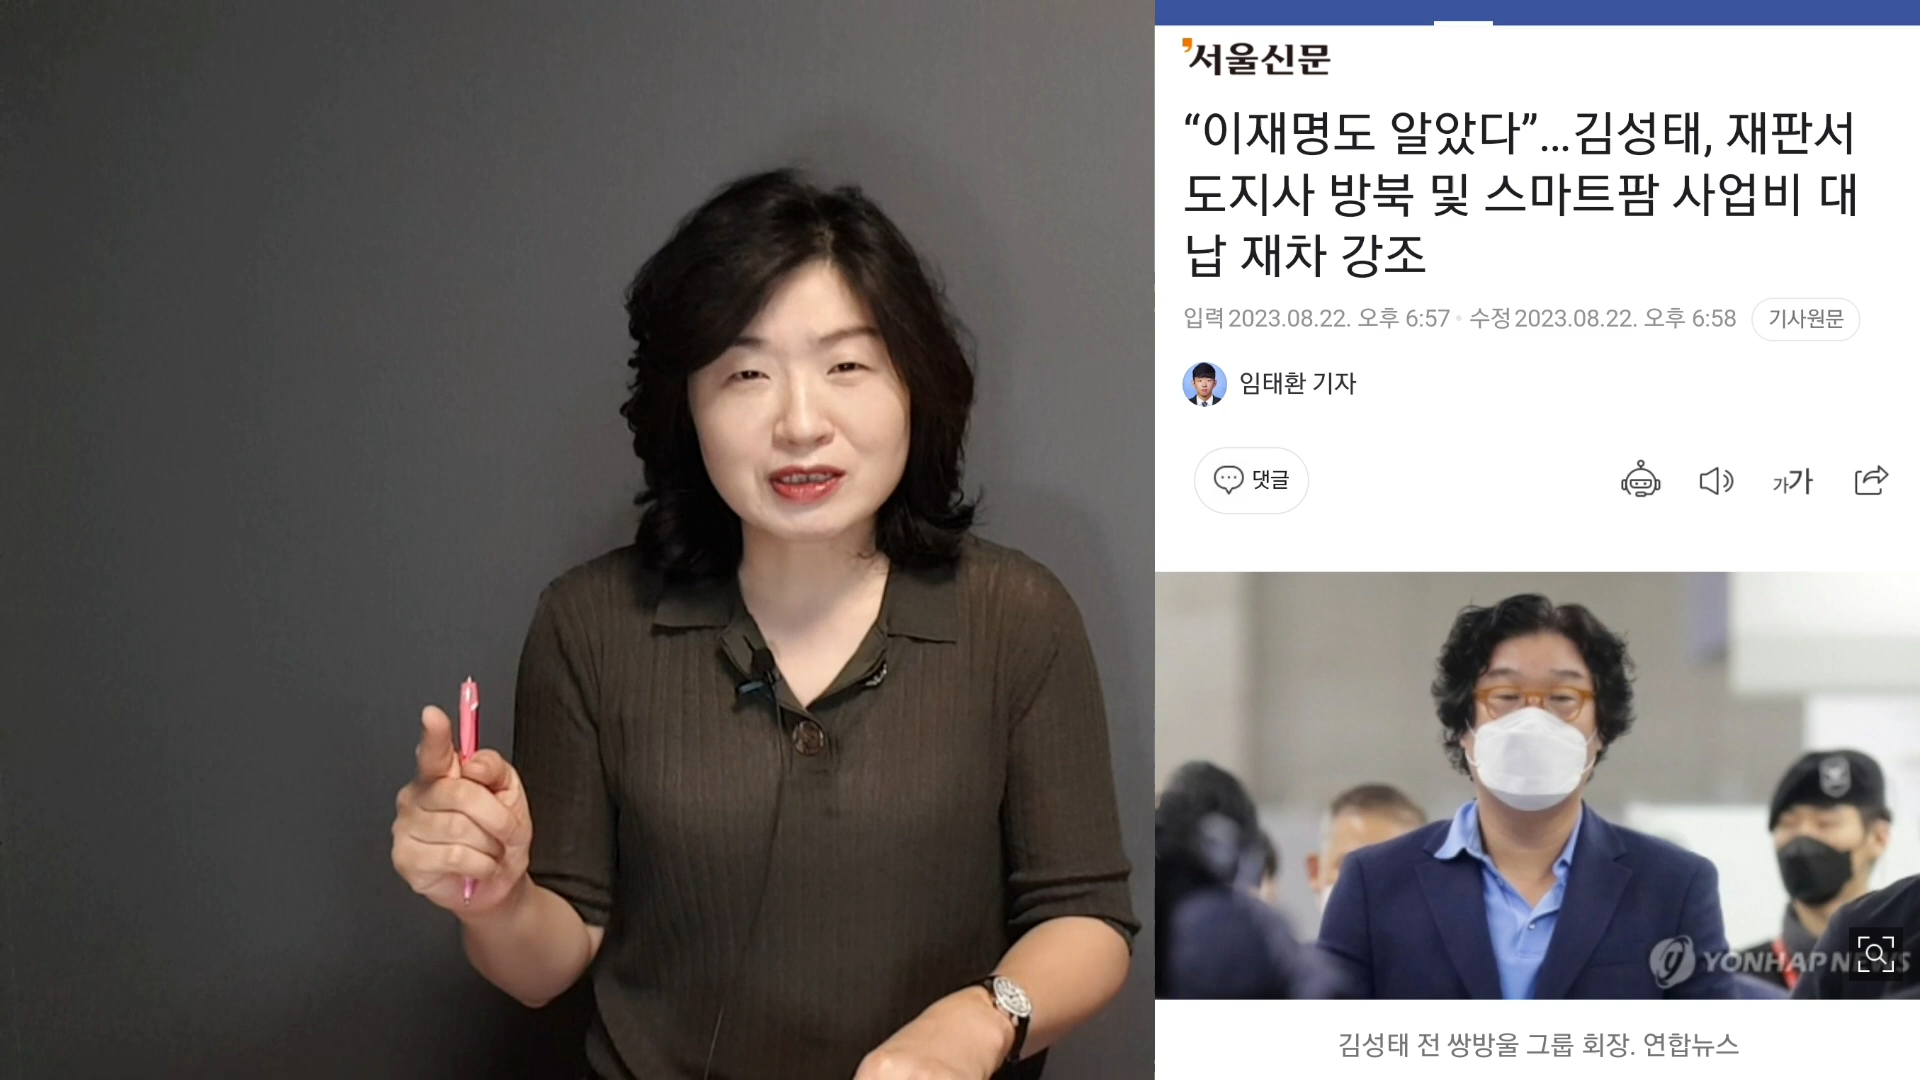 서울신문
“이재명도 알았다”…김성태, 재판서
도지사 방북 및 스마트팜 사업비 대
납 재차 강조
입력 2023.08.22. 오후 6:57 · 수정 2023.08.22. 오후 6:58 기사원문
임태환 기자
댓글
가가
YONHAP NEWS
김성태 전 쌍방울 그룹 회장. 연합뉴스